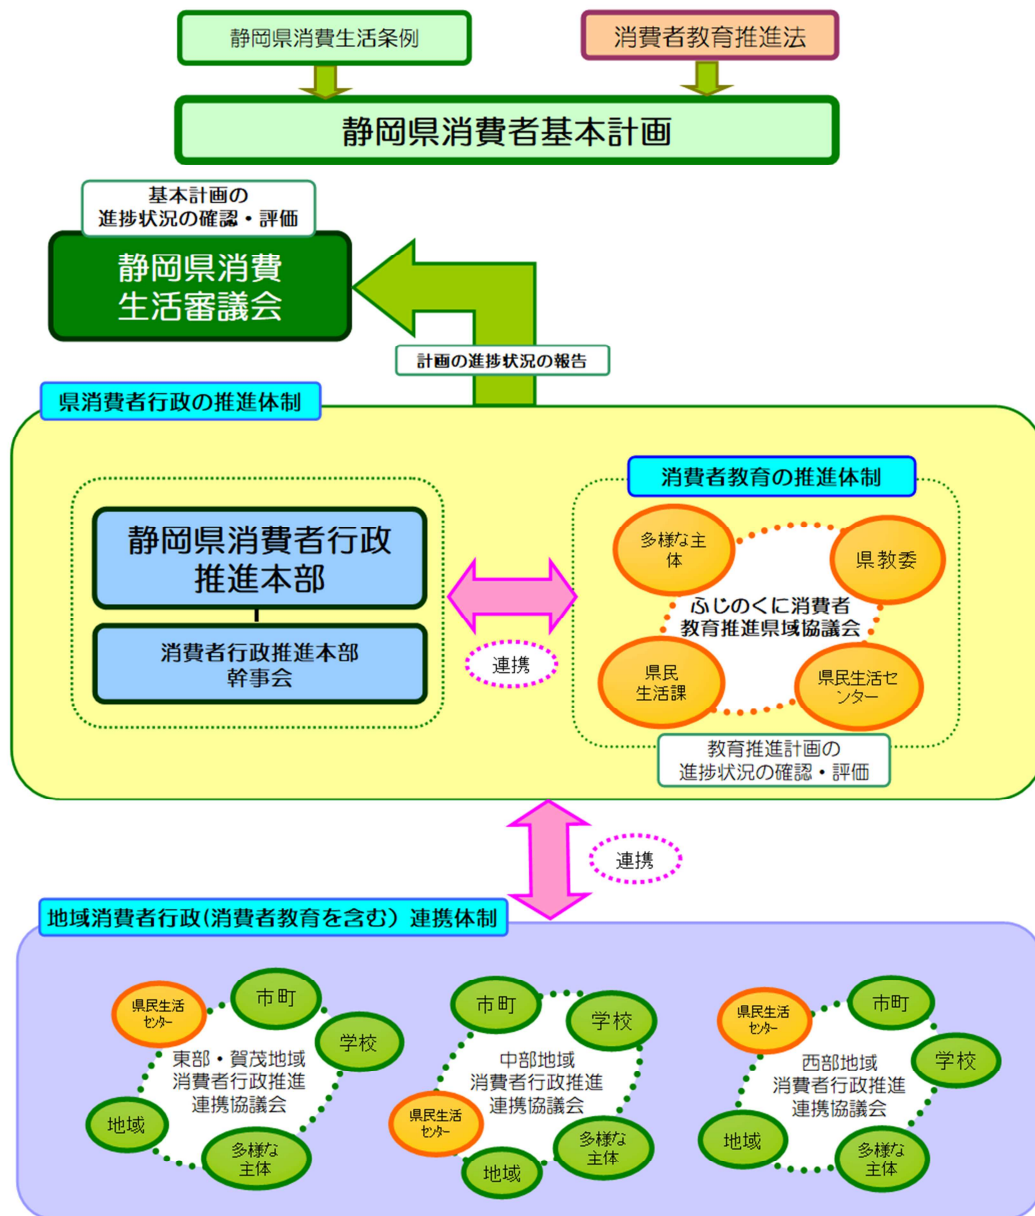 静岡県消費生活条例
消費者教育推進法
静岡県消費者基本計画
基本計画の
進捗状況の確認・評価
静岡県消費
生活審議会
計画の進捗状況の報告
県消費者行政の推進体制
静岡県消費者行政
推進本部
消費者行政推進本部
幹事会
連携
消費者教育の推進体制
多様な主
体
県教委
ふじのくに消費者
教育推進県域協議会
県民
生活課
県民生活セ
ンター
教育推進計画の
進捗状況の確認・評価
連携
地域消費者行政(消費者教育を含む）連携体制
県民生活
センター
市町
学校
東部・賀茂地域
消費者行政推進
連携協議会
地域
多様な
主体
市町
学校
中部地域
消費者行政推進
連携協議会
県民生活
センター
地域
多様な
主体
県民生活
センター
市町
学校
西部地域
消費者行政推進
連携協議会
地域
多様な
主体